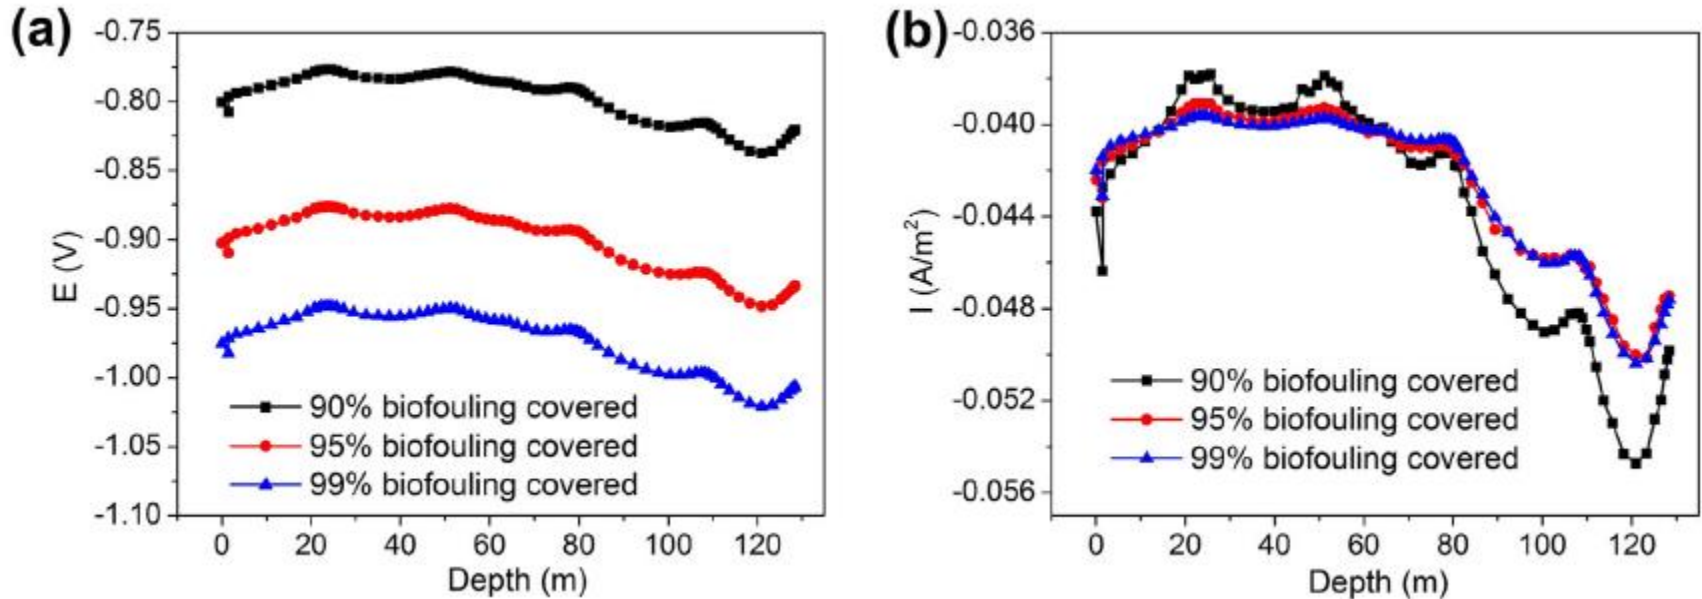 (a)
-0.75
-0.80
-0.85
-0.90
-0.95
-1.00
-1.05
-1.10
E (V)
90% biofouling covered
95% biofouling covered
99% biofouling covered
0 20 40 60 80 100 120
Depth (m)
(b)
-0.036
-0.040
-0.044
-0.048
-0.052
-0.056
I (A/m²)
90% biofouling covered
95% biofouling covered
99% biofouling covered
0 20 40 60 80 100 120
Depth (m)